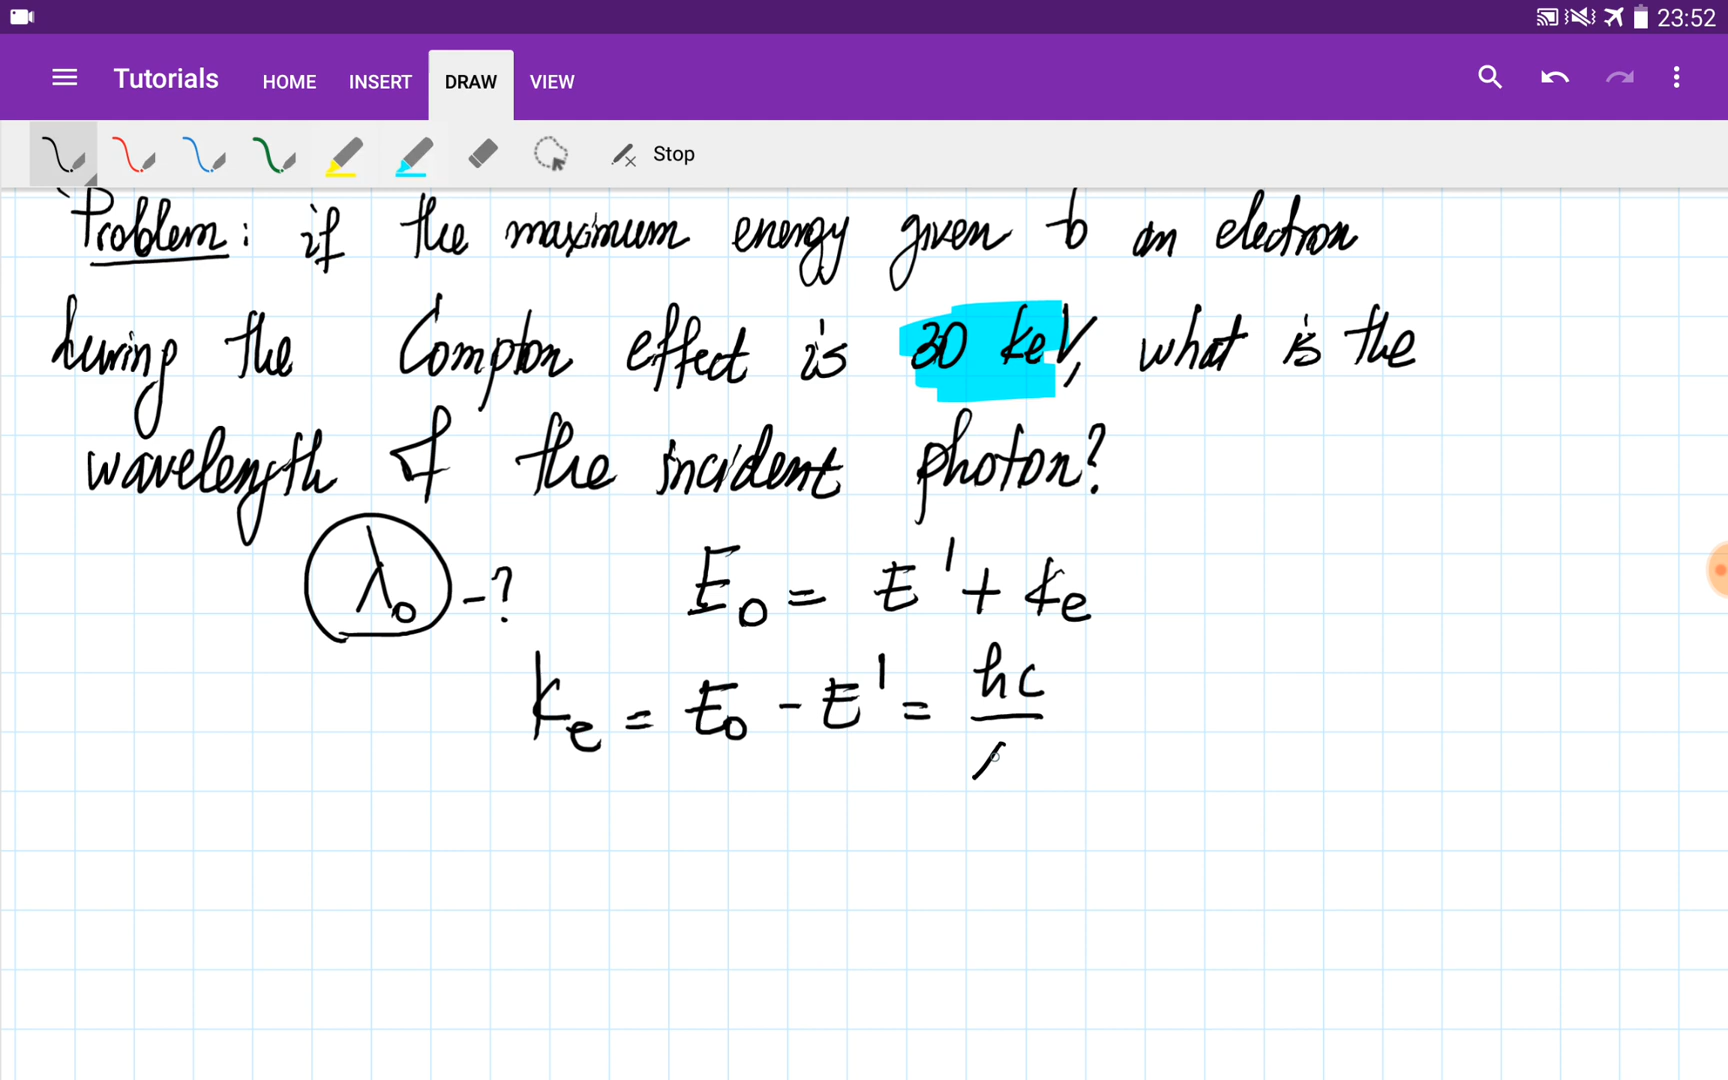 23:52
Tutorials HOME INSERT DRAW VIEW
Stop
Problem: if the maximum energy given to an electron
during the Compton effect is 30 keV, what is the
wavelength of the incident photon?
λ₀ - ? E₀ = E' + Kₑ
Kₑ = E₀ - E' = hc /